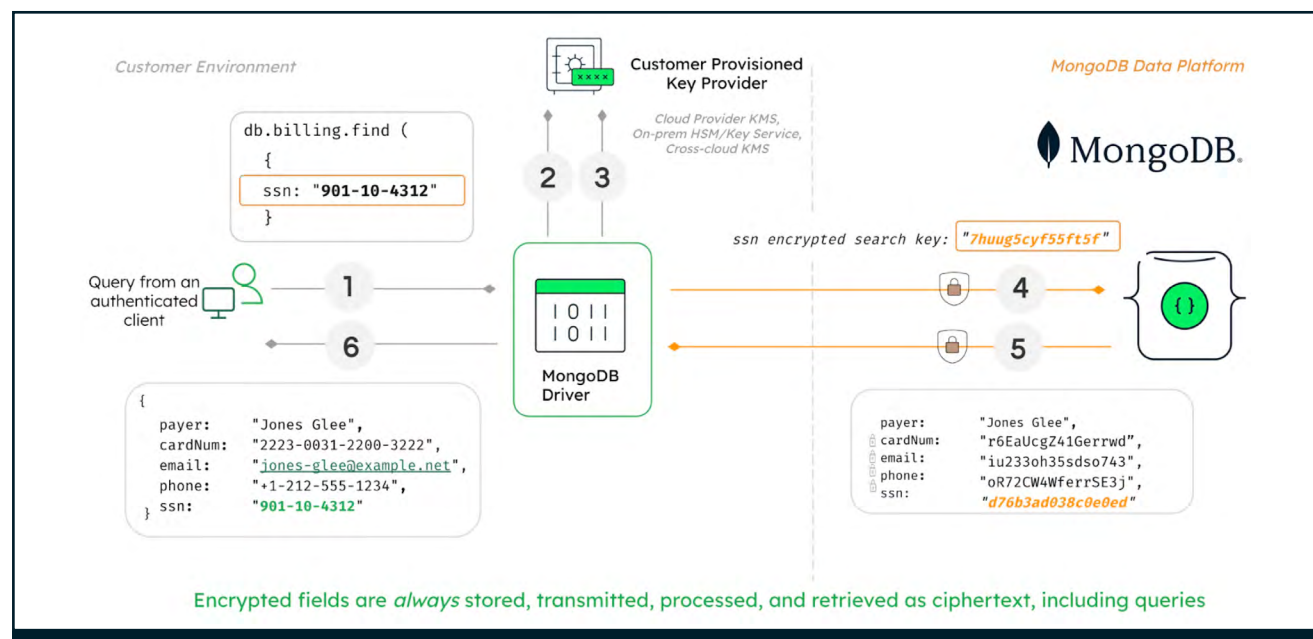 Customer Environment
Customer Provisioned
Key Provider
Cloud Provider KMS,
On-prem HSM/Key Service,
Cross-cloud KMS
MongoDB Data Platform
MongoDB®
xxxx
db.billing.find (
{
ssn: "901-10-4312"
}
2
3
ssn encrypted search key: "7huug5cyf55ft5f"
Query from an
authenticated
client
1
6
1011
1011
MongoDB
Driver
4
5
{ }
{
payer: "Jones Glee",
cardNum: "2223-0031-2200-3222",
email: "jones-glee@example.net",
phone: "+1-212-555-1234",
ssn: "901-10-4312"
}
payer: "Jones Glee",
cardNum: "r6EaUcgZ41Gerrwd",
email: "iu233oh35sdso743",
phone: "oR72CW4WferrSE3j",
ssn: "d76b3ad038c0e0ed"
Encrypted fields are always stored, transmitted, processed, and retrieved as ciphertext, including queries